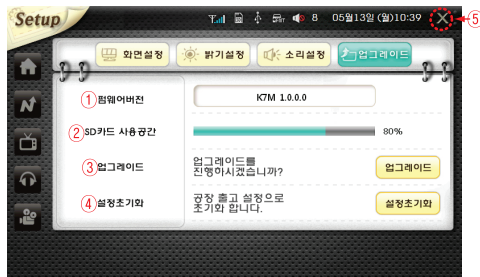 Setup
8 05월13일 (월)10:39
⑤
화면설정
밝기설정
소리설정
업그레이드
①펌웨어버전
K7M 1.0.0.0
②SD카드 사용공간
80%
③업그레이드
업그레이드를
진행하시겠습니까?
업그레이드
④설정초기화
공장 출고 설정으로
초기화 합니다.
설정초기화